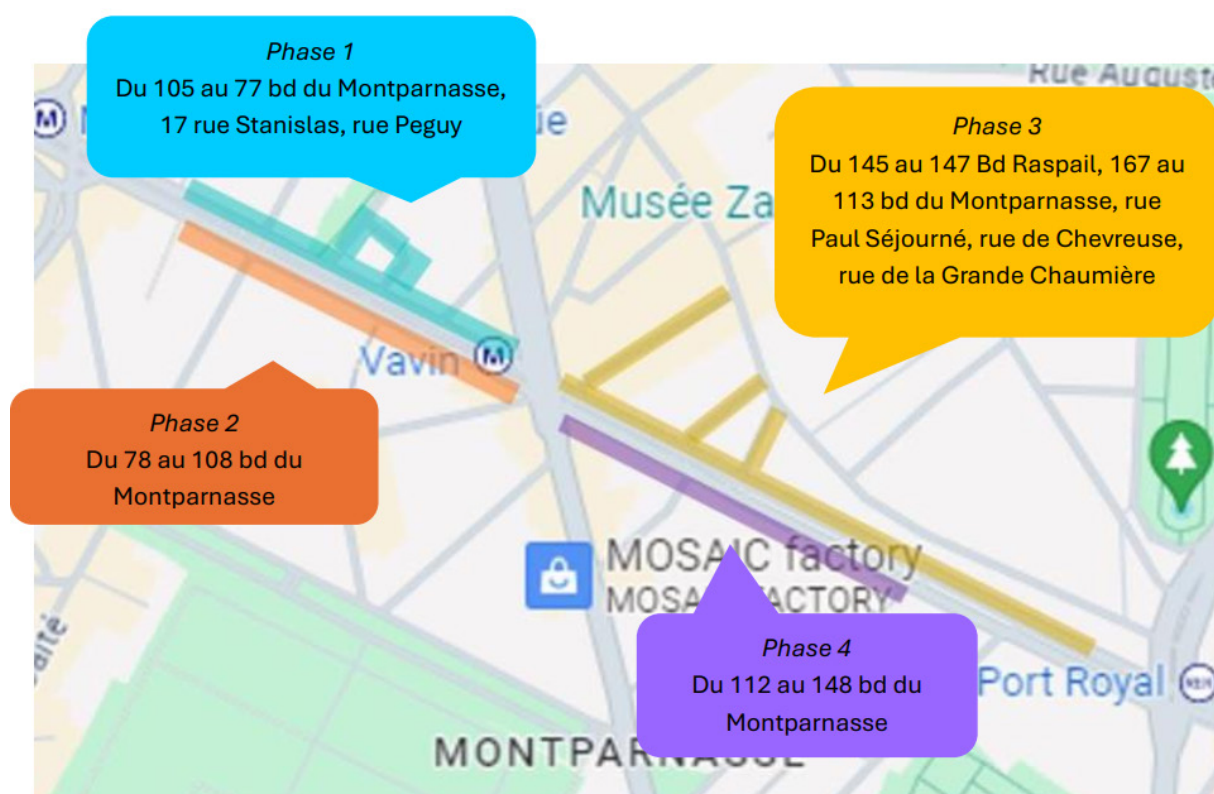 Phase 1
Du 105 au 77 bd du Montparnasse,
17 rue Stanislas, rue Peguy
Rue Auguste
Phase 3
Du 145 au 147 Bd Raspail, 167 au
113 bd du Montparnasse, rue
Paul Séjourné, rue de Chevreuse,
rue de la Grande Chaumière
Musée Za
Vavin
Phase 2
Du 78 au 108 bd du
Montparnasse
MOSAIC factory
Phase 4
Du 112 au 148 bd du
Montparnasse
Port Royal